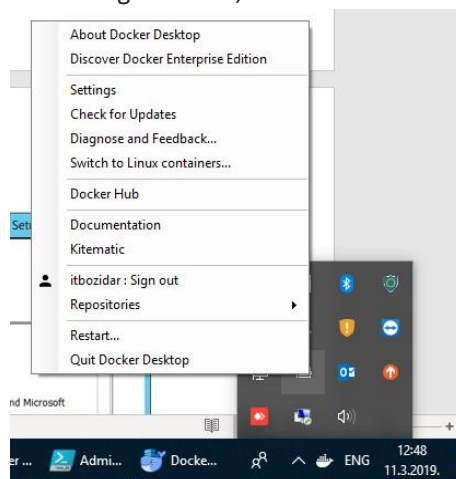 About Docker Desktop
Discover Docker Enterprise Edition
Settings
Check for Updates
Diagnose and Feedback...
Switch to Linux containers...
Docker Hub
Documentation
Kitematic
itbozidar : Sign out
Repositories
Restart...
Quit Docker Desktop
nd Microsoft
er ... Admi... Docke... ENG 12:48
11.3.2019.